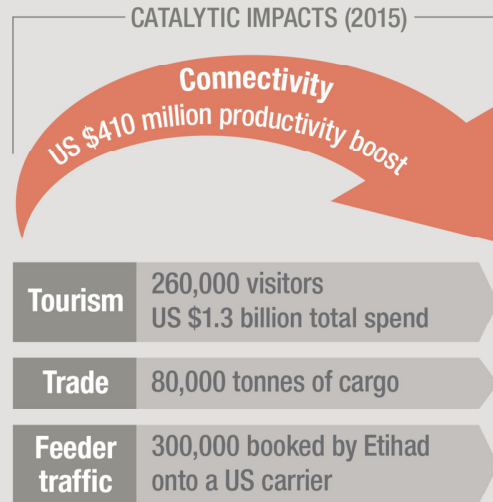 CATALYTIC IMPACTS (2015)
Connectivity
US $410 million productivity boost
Tourism
260,000 visitors
US $1.3 billion total spend
Trade
80,000 tonnes of cargo
Feeder
traffic
300,000 booked by Etihad
onto a US carrier